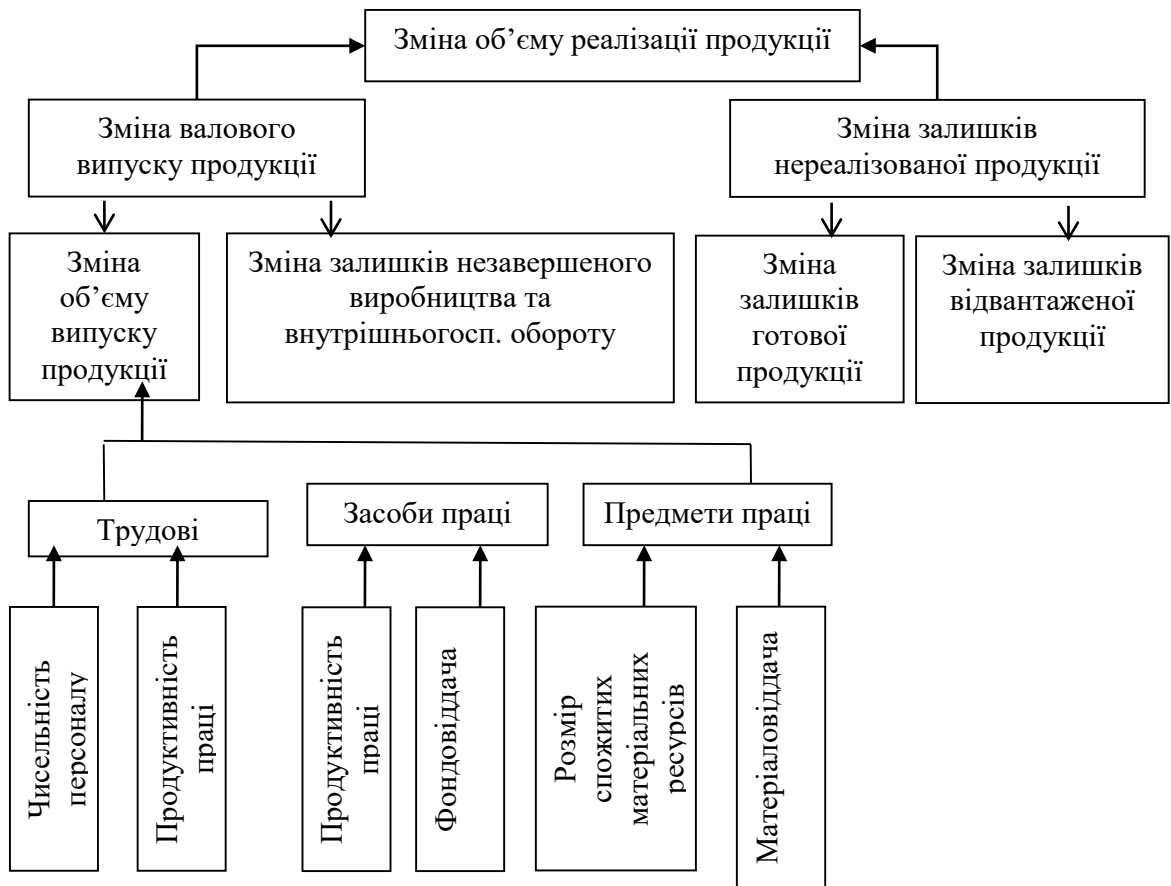 Зміна об’єму реалізації продукції
Зміна валового
випуску продукції
Зміна залишків
нереалізованої продукції
Зміна
об’єму
випуску
продукції
Зміна залишків незавершеного
виробництва та
внутрішньогосп. обороту
Зміна
залишків
готової
продукції
Зміна залишків
відвантаженої
продукції
Трудові
Засоби праці
Предмети праці
Чисельність
персоналу
Продуктивність
праці
Продуктивність
праці
Фондовіддача
Розмір
спожитих
матеріальних
ресурсів
Матеріаловіддача